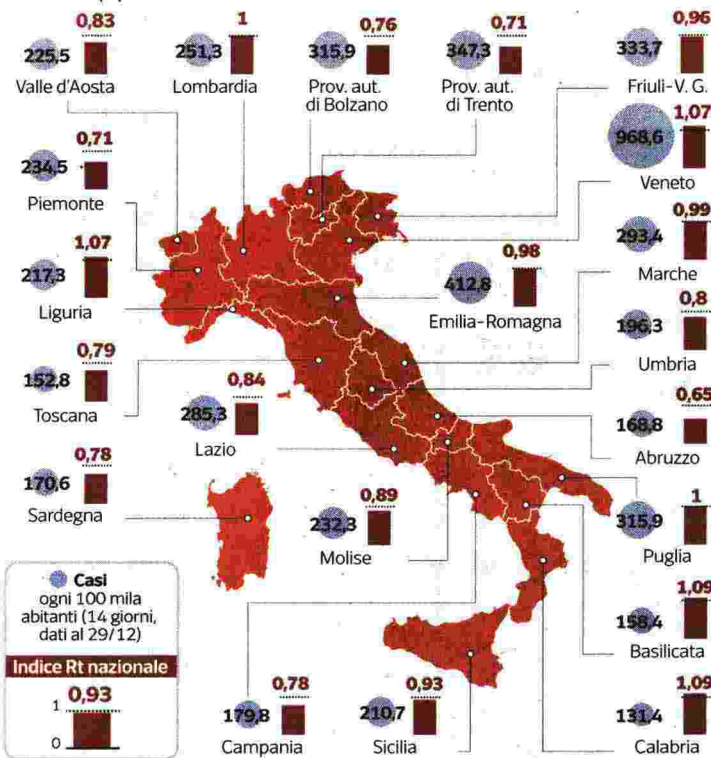 0,83
225,5
Valle d'Aosta
1
251,3
Lombardia
0,76
315,9
Prov. aut.
di Bolzano
0,71
347,3
Prov. aut.
di Trento
0,96
333,7
Friuli-V. G.
1,07
968,6
Veneto
0,71
234,5
Piemonte
0,99
293,4
Marche
1,07
217,3
Liguria
0,98
412,8
Emilia-Romagna
0,8
196,3
Umbria
0,79
152,8
Toscana
0,84
285,3
Lazio
0,65
168,8
Abruzzo
0,78
170,6
Sardegna
0,89
232,3
Molise
1
315,9
Puglia
Casi
ogni 100 mila
abitanti (14 giorni,
dati al 29/12)
Indice Rt nazionale
0,93
1
0
1,09
158,4
Basilicata
0,78
179,8
Campania
0,93
210,7
Sicilia
1,09
131,4
Calabria